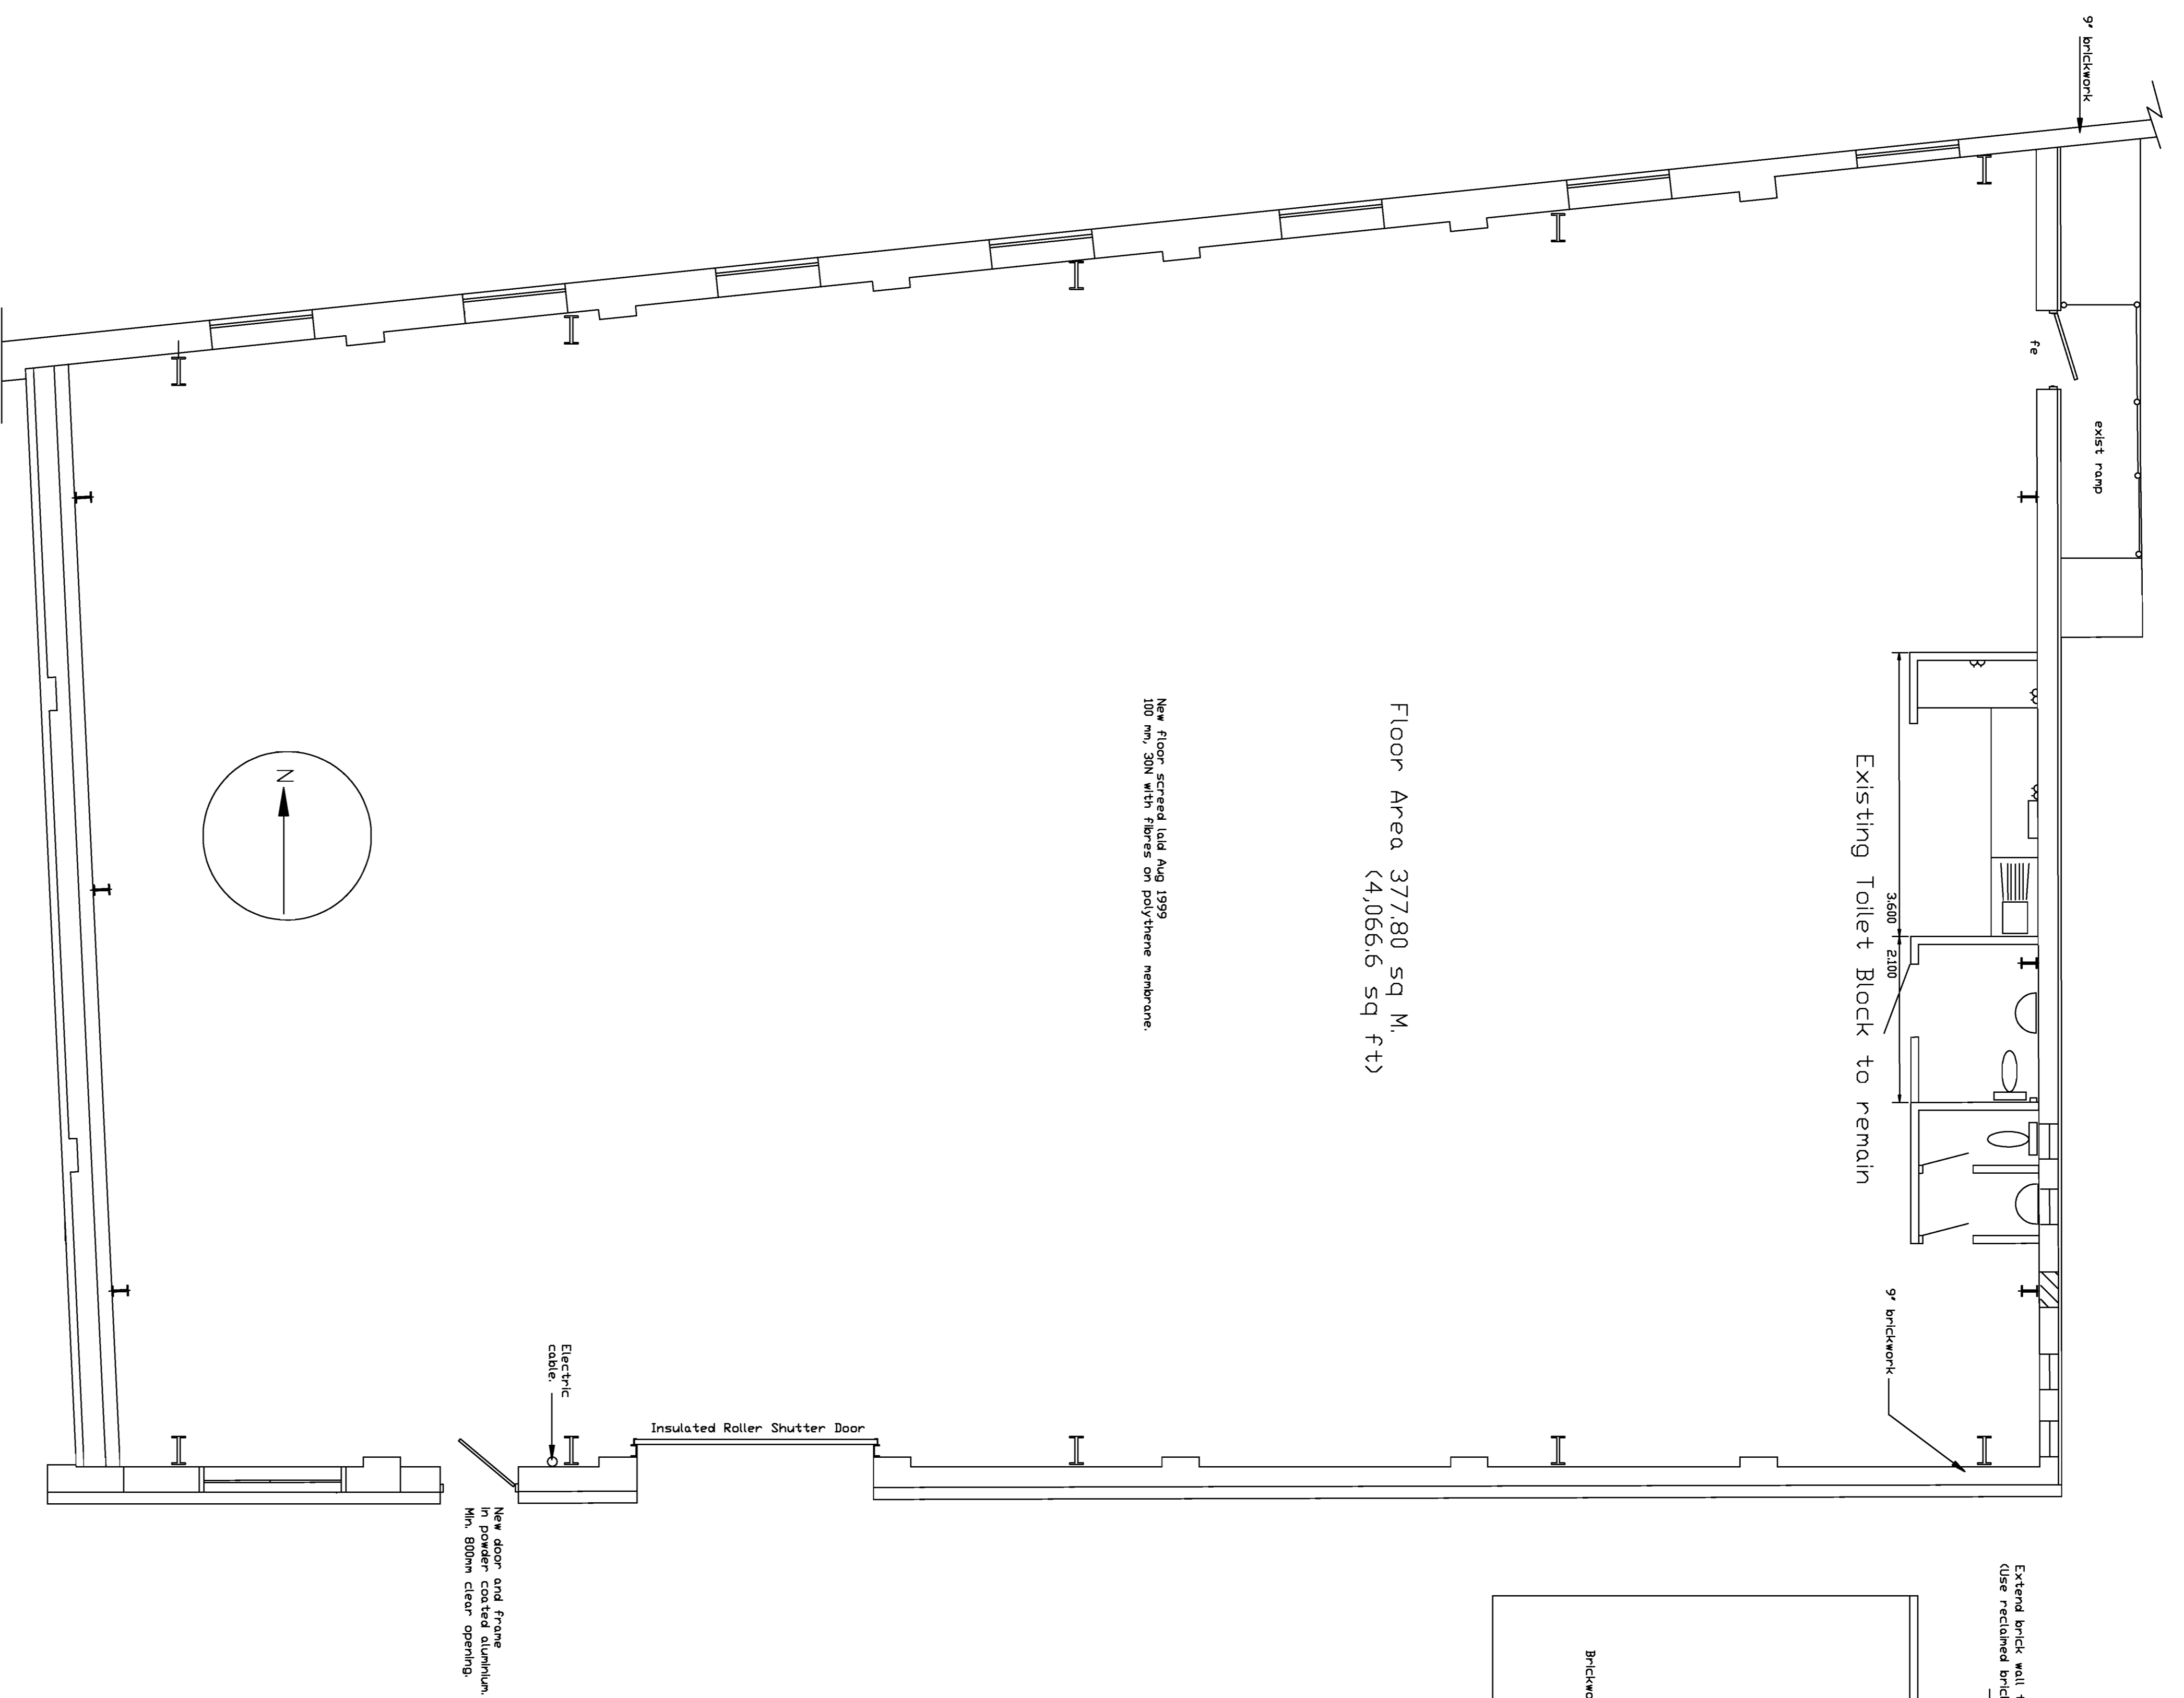 9" brickwork
fe
exist ramp
Existing Toilet Block to remain
3.600
2.100
Floor Area 377.80 sq M.
(4,066.6 sq ft)
New floor screed laid Aug 1999
100 mm, 30N with fibres on polythene membrane.
N
9" brickwork
Electric
cable.
Insulated Roller Shutter Door
New door and frame
in powder coated aluminium.
Min. 800mm clear opening.
Extend brick wall
(Use reclaimed